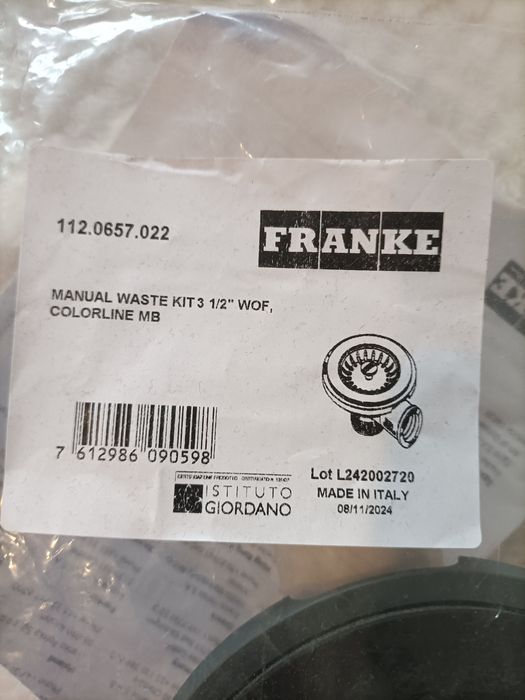 112.0657.022
FRANKE
MANUAL WASTE KIT 3 1/2" WOF,
COLORLINE MB
7 612986 090598
ISTITUTO
GIORDANO
Lot L242002720
MADE IN ITALY
08/11/2024